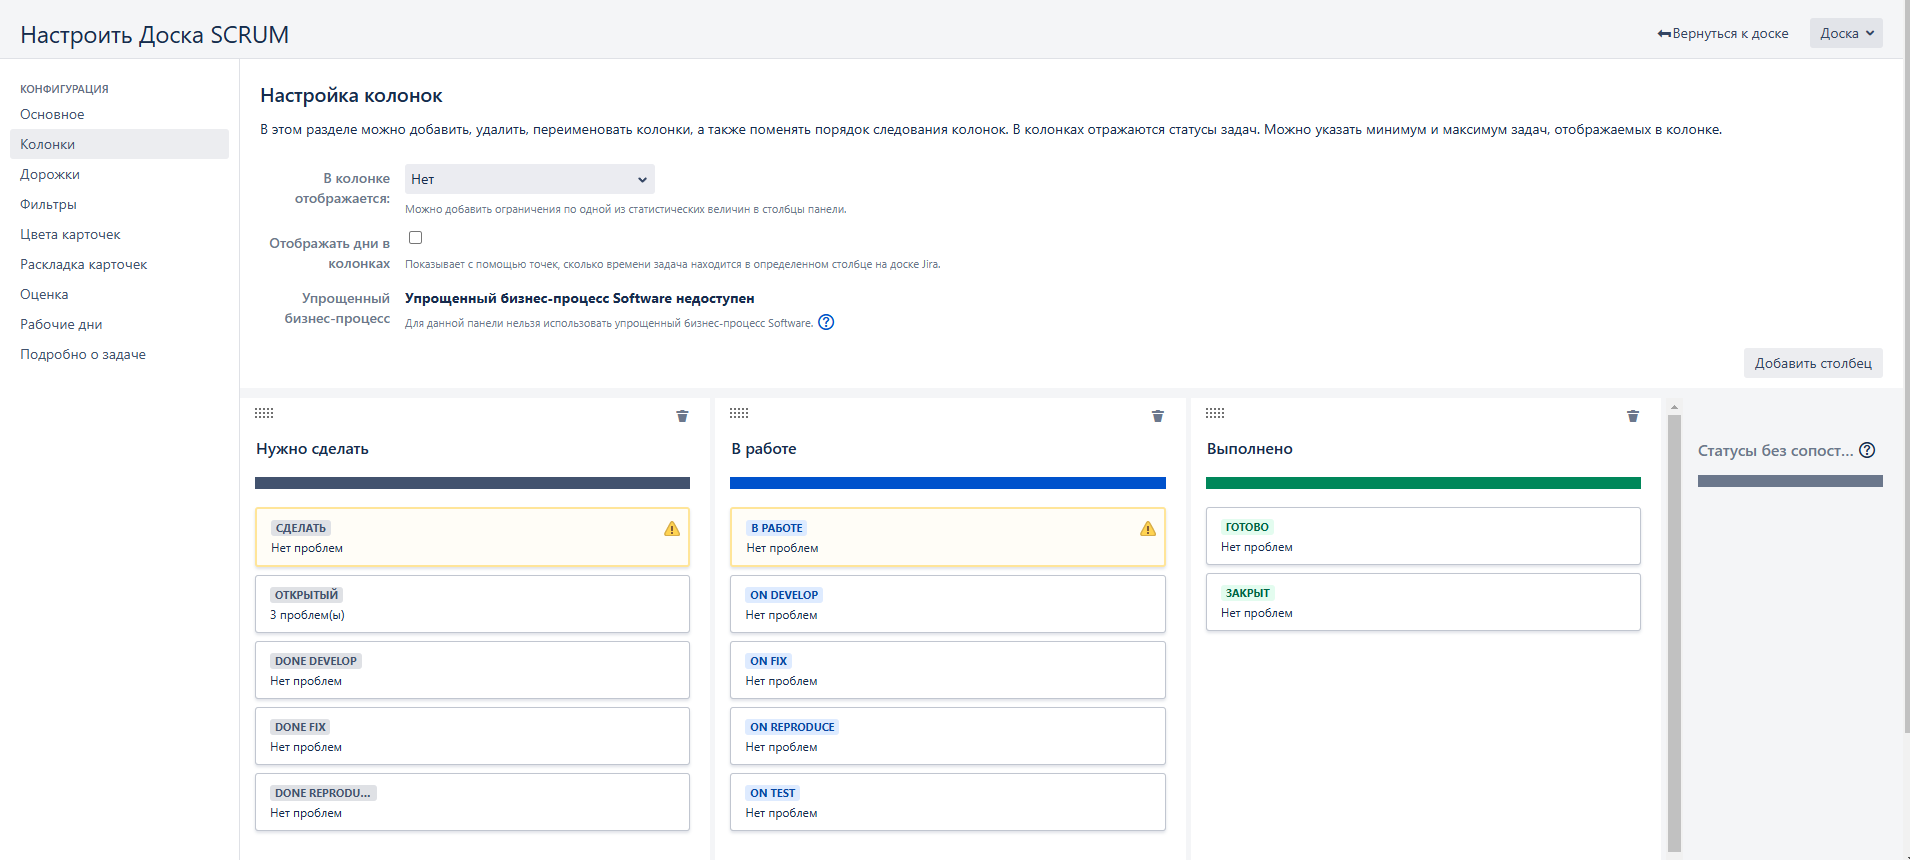 Настроить Доска SCRUM
Вернуться к доске
Доска
КОНФИГУРАЦИЯ
Основное
Колонки
Дорожки
Фильтры
Цвета карточек
Раскладка карточек
Оценка
Рабочие дни
Подробно о задаче
Настройка колонок
В этом разделе можно добавить, удалить, переименовать колонки, а также поменять порядок следования колонок. В колонках отражаются статусы задач. Можно указать минимум и максимум задач, отображаемых в колонке.
В колонке
отображается:
Нет
Можно добавить ограничения по одной из статистических величин в столбцы панели.
Отображать дни в
колонках
Показывает с помощью точек, сколько времени задача находится в определенном столбце на доске Jira.
Упрощенный
бизнес-процесс
Упрощенный бизнес-процесс Software недоступен
Для данной панели нельзя использовать упрощенный бизнес-процесс Software.
Добавить столбец
Нужно сделать
СДЕЛАТЬ
Нет проблем
ОТКРЫТЫЙ
3 проблем(ы)
DONE DEVELOP
Нет проблем
DONE FIX
Нет проблем
DONE REPRODU...
Нет проблем
В работе
В РАБОТЕ
Нет проблем
ON DEVELOP
Нет проблем
ON FIX
Нет проблем
ON REPRODUCE
Нет проблем
ON TEST
Нет проблем
Выполнено
ГОТОВО
Нет проблем
ЗАКРЫТ
Нет проблем
Статусы без сопост...